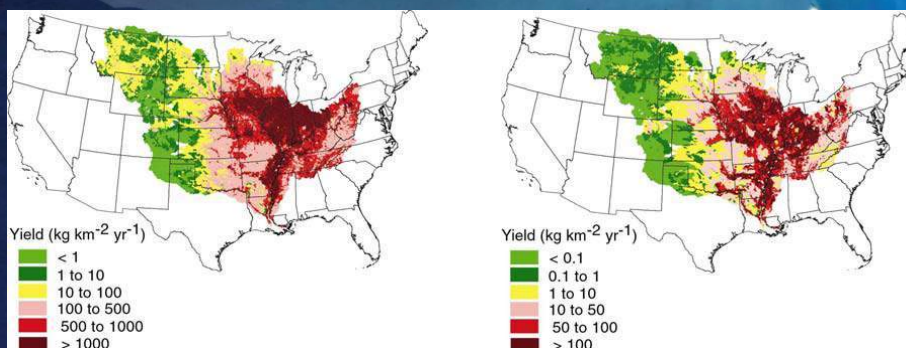 Yield (kg km⁻² yr⁻¹)
< 1
1 to 10
10 to 100
100 to 500
500 to 1000
> 1000
Yield (kg km⁻² yr⁻¹)
< 0.1
0.1 to 1
1 to 10
10 to 50
50 to 100
> 100